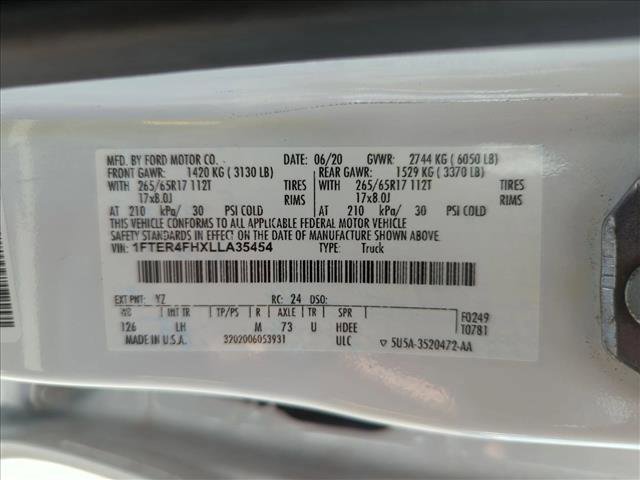 MFD. BY FORD MOTOR CO. DATE: 06/20 GVWR: 2744 KG ( 6050 LB)
FRONT GAWR: 1420 KG ( 3130 LB) REAR GAWR: 1529 KG ( 3370 LB)
WITH 265/65R17 112T TIRES WITH 265/65R17 112T TIRES
17x8.0J RIMS 17x8.0J RIMS
AT 210 kPa/ 30 PSI COLD AT 210 kPa/ 30 PSI COLD
THIS VEHICLE CONFORMS TO ALL APPLICABLE FEDERAL MOTOR VEHICLE
SAFETY STANDARDS IN EFFECT ON THE DATE OF MANUFACTURE SHOWN ABOVE.
VIN: 1FTER4FHXLLA35454 TYPE: Truck
EXT PNT: YZ RC: 24 DSO:
WB INT TR TP/PS R AXLE TR SPR F0249
126 LH M 73 U HDEE T0781
MADE IN U.S.A. 3202006053931 ULC ▽ 5U5A-3520472-AA